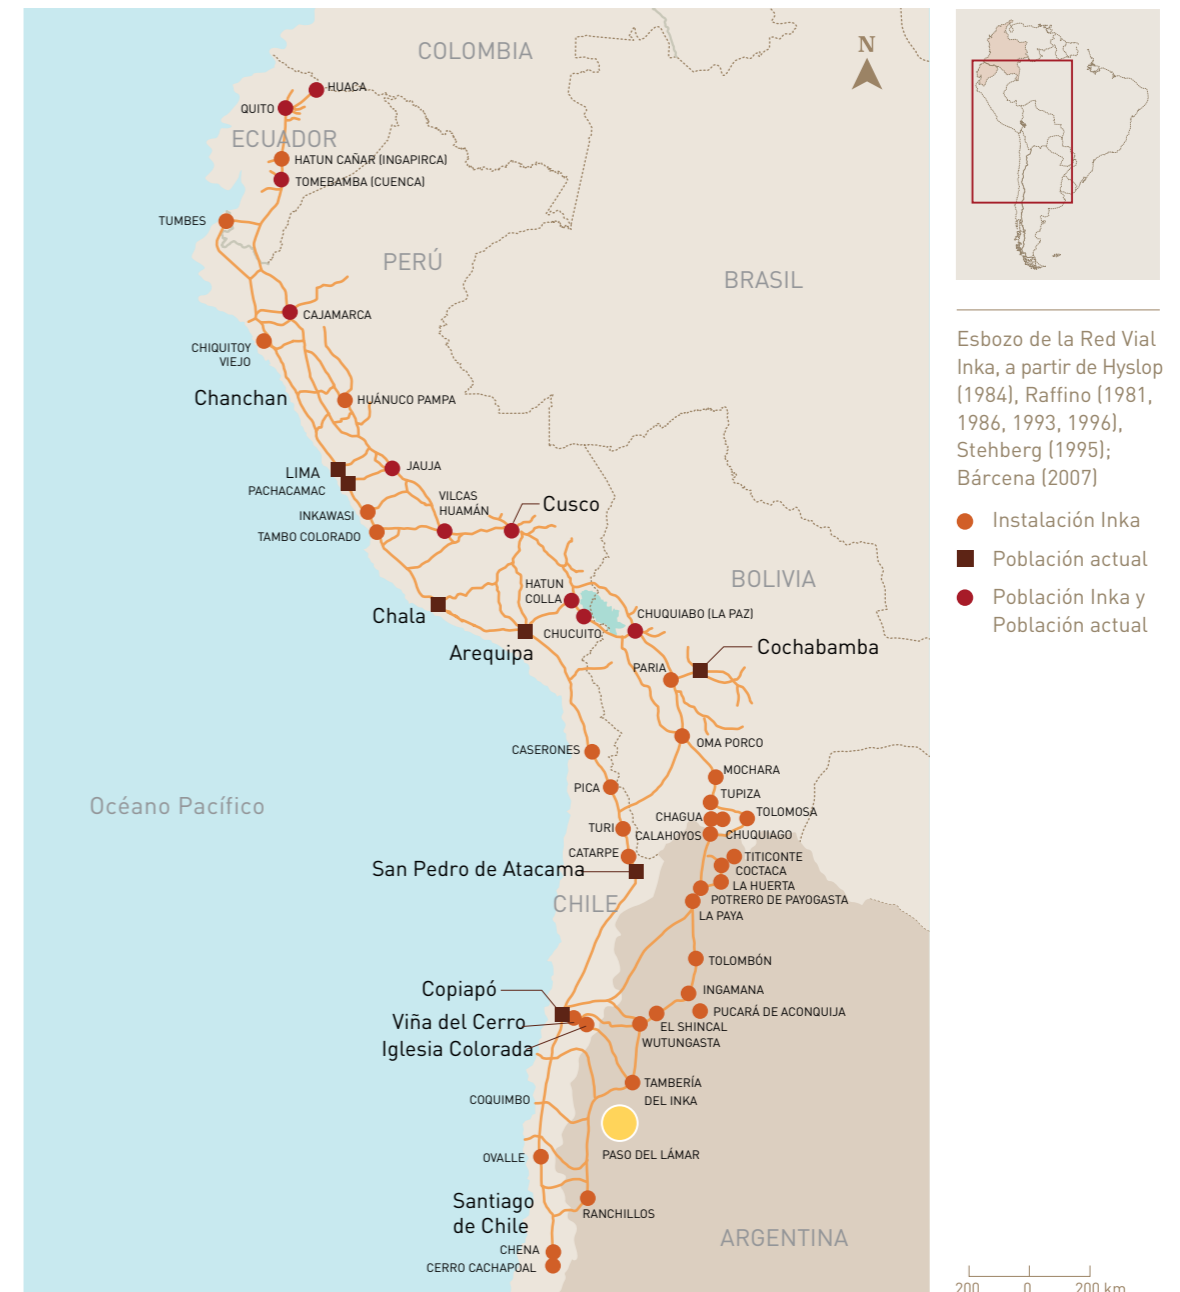 COLOMBIA
N
HUACA
QUITO
ECUADOR
HATUN CAÑAR (INGAPIRCA)
TOMEBAMBA (CUENCA)
TUMBES
PERÚ
BRASIL
CAJAMARCA
CHIQUITOY
VIEJO
Chanchan
HUÁNUCO PAMPA
LIMA
JAUJA
PACHACAMAC
VILCAS
HUAMÁN
Cusco
INKAWASI
TAMBO COLORADO
BOLIVIA
HATUN
COLLA
Chala
CHUQUIABO (LA PAZ)
CHUCUITO
Arequipa
Cochabamba
PARIA
OMA PORCO
CASERONES
MOCHARA
PICA
TUPIZA
Océano Pacífico
TOLOMOSA
CHAGUA
TURI
CALAHOYOS
CHUQUIAGO
CATARPE
TITICONTE
San Pedro de Atacama
COCTACA
LA HUERTA
POTRERO DE PAYOGASTA
CHILE
LA PAYA
TOLOMBÓN
Copiapó
INGAMANA
PUCARÁ DE ACONQUIJA
Viña del Cerro
EL SHINCAL
WUTUNGASTA
Iglesia Colorada
TAMBERÍA
DEL INKA
COQUIMBO
PASO DEL LÁMAR
OVALLE
Santiago
de Chile
RANCHILLOS
ARGENTINA
CHENA
CERRO CACHAPOAL
Esbozo de la Red Vial
Inka, a partir de Hyslop
(1984), Raffino (1981,
1986, 1993, 1996),
Stehberg (1995);
Bárcena (2007)
Instalación Inka
Población actual
Población Inka y
Población actual
200 0 200 km